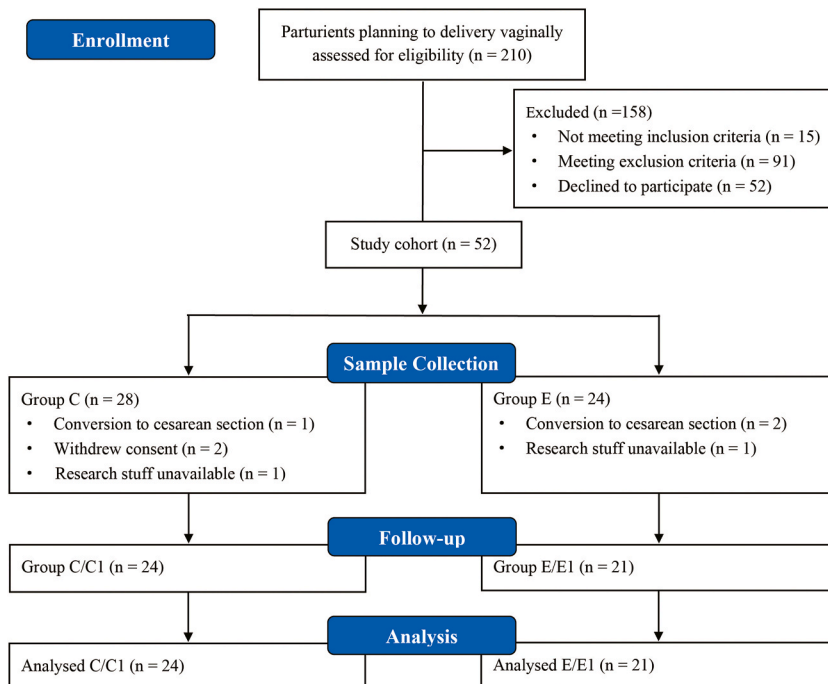 Enrollment
Parturients planning to delivery vaginally
assessed for eligibility (n = 210)
Excluded (n =158)
• Not meeting inclusion criteria (n = 15)
• Meeting exclusion criteria (n = 91)
• Declined to participate (n = 52)
Study cohort (n = 52)
Sample Collection
Group C (n = 28)
• Conversion to cesarean section (n = 1)
• Withdrew consent (n = 2)
• Research stuff unavailable (n = 1)
Group E (n = 24)
• Conversion to cesarean section (n = 2)
• Research stuff unavailable (n = 1)
Follow-up
Group C/C1 (n = 24)
Group E/E1 (n = 21)
Analysis
Analysed C/C1 (n = 24)
Analysed E/E1 (n = 21)